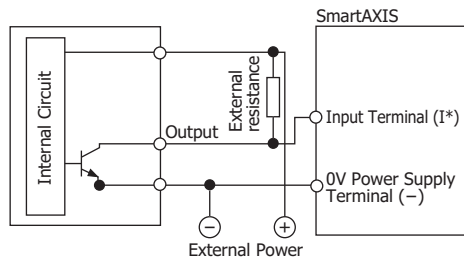 SmartAXIS
Internal Circuit
External
resistance
Output
Input Terminal (I*)
0V Power Supply
Terminal (−)
−
+
External Power